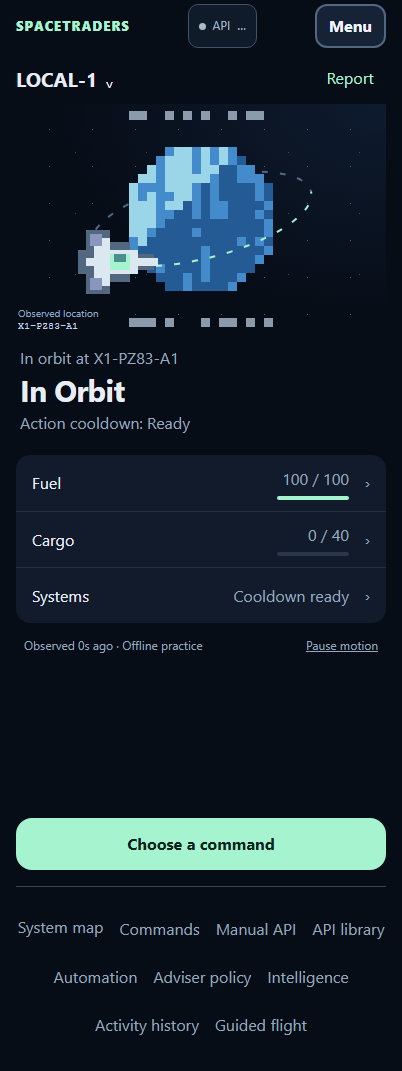 SPACETRADERS
API ...
Menu
LOCAL-1 v
Report
Observed location
X1-PZ83-A1
In orbit at X1-PZ83-A1
In Orbit
Action cooldown: Ready
Fuel 100 / 100 ›
Cargo 0 / 40 ›
Systems Cooldown ready ›
Observed 0s ago · Offline practice Pause motion
Choose a command
System map Commands Manual API API library
Automation Adviser policy Intelligence
Activity history Guided flight